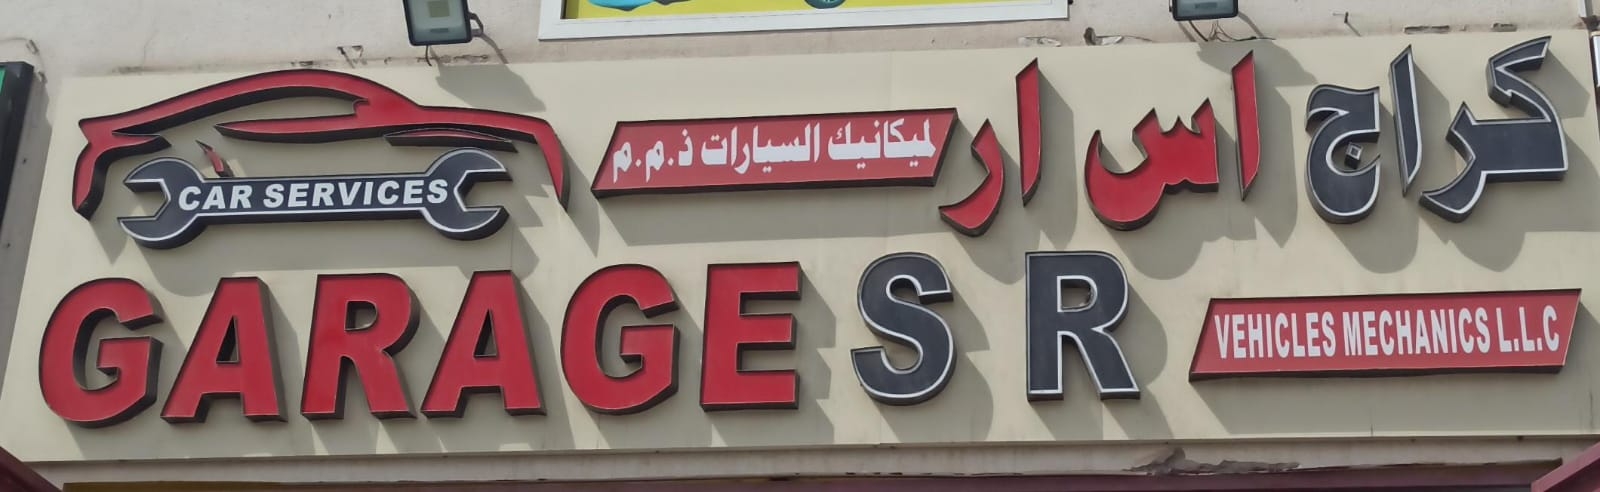 كراج اس ار لميكانيك السيارات ذ.م.م
CAR SERVICES
GARAGE S R VEHICLES MECHANICS L.L.C